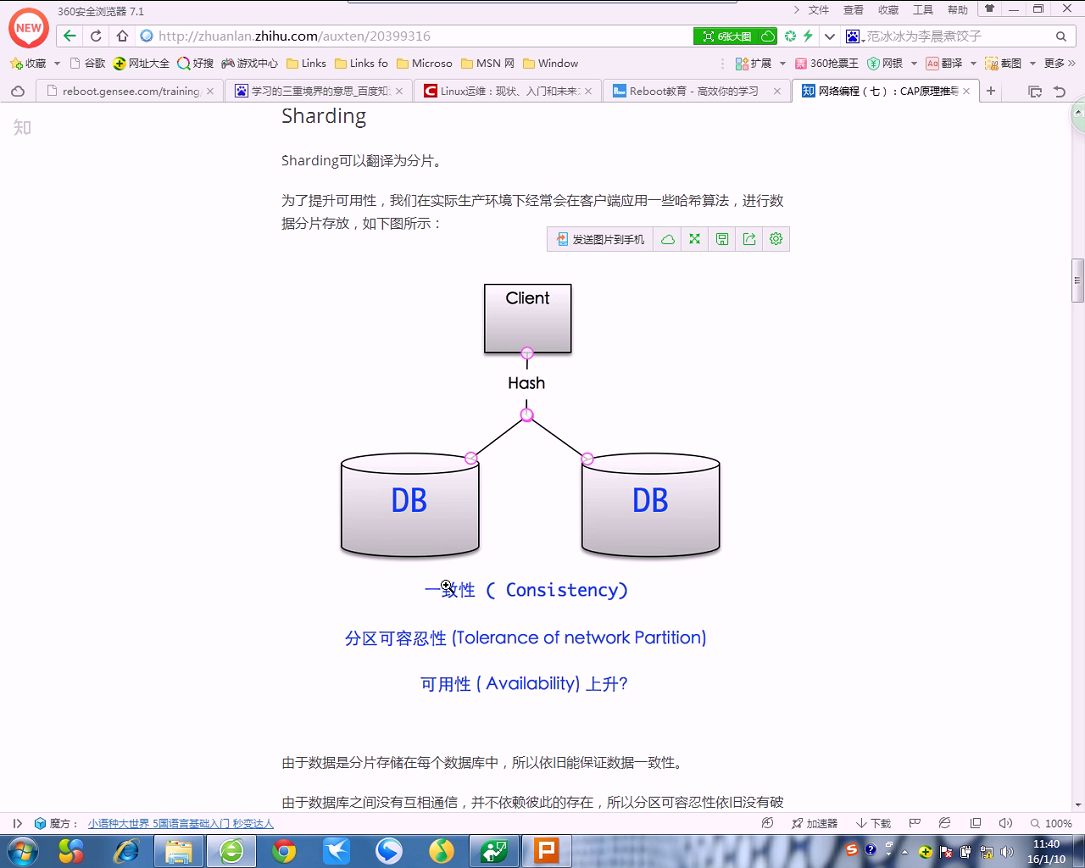 360安全浏览器 7.1
文件 查看 收藏 工具 帮助
NEW
http://zhuanlan.zhihu.com/auxten/20399316
6张大图
范冰冰为李晨煮饺子
收藏 谷歌 网址大全 好搜 游戏中心 Links Links fo Microso MSN 网 Window
扩展 360抢票王 网银 翻译 截图 更多 »
reboot.gensee.com/training
学习的三重境界的意思_百度知
Linux运维：现状、入门和未来
Reboot教育 - 高效你的学习
网络编程（七）：CAP原理推导
知
Sharding
Sharding可以翻译为分片。
为了提升可用性，我们在实际生产环境下经常会在客户端应用一些哈希算法，进行数
据分片存放，如下图所示：
发送图片到手机
Client
Hash
DB
DB
一致性 ( Consistency)
分区可容忍性 (Tolerance of network Partition)
可用性 ( Availability) 上升?
由于数据是分片存储在每个数据库中，所以依旧能保证数据一致性。
由于数据库之间没有互相通信，并不依赖彼此的存在，所以分区可容忍性依旧没有破
魔方： 小语种大世界 5国语言基础入门 秒变达人
加速器 下载 100%
11:40
16/1/10